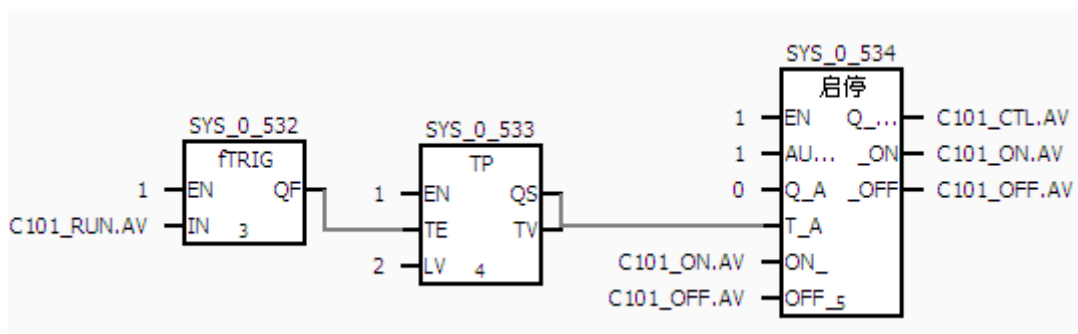 SYS_0_532
fTRIG
1 EN QF
C101_RUN.AV IN 3
SYS_0_533
TP
1 EN QS
TE TV
2 LV 4
SYS_0_534
启停
1 EN Q_... C101_CTL.AV
1 AU... _ON C101_ON.AV
0 Q_A _OFF C101_OFF.AV
T_A
C101_ON.AV ON_
C101_OFF.AV OFF_5